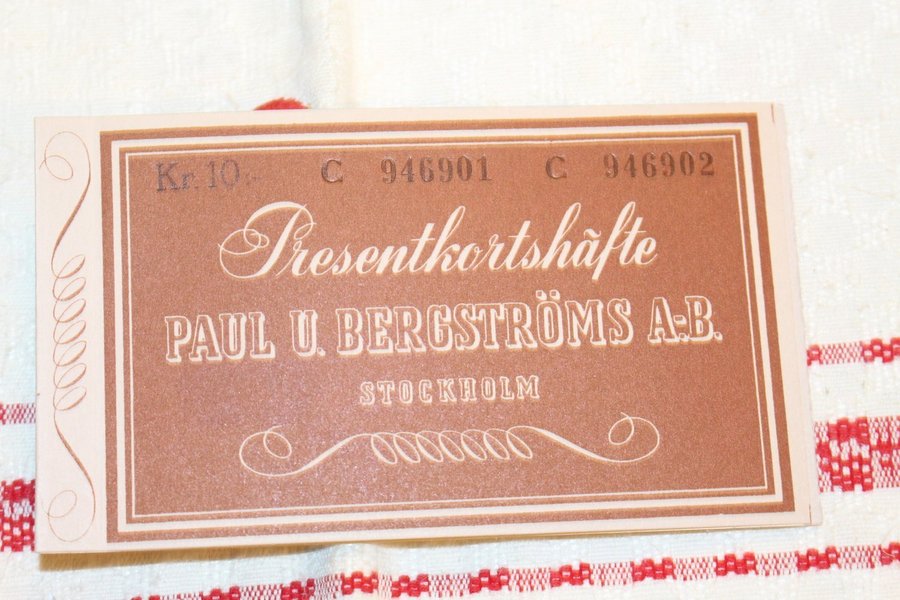 Kr. 10:- C 946901 C 946902
Presentkortshäfte
PAUL U. BERGSTRÖMS A.-B.
STOCKHOLM